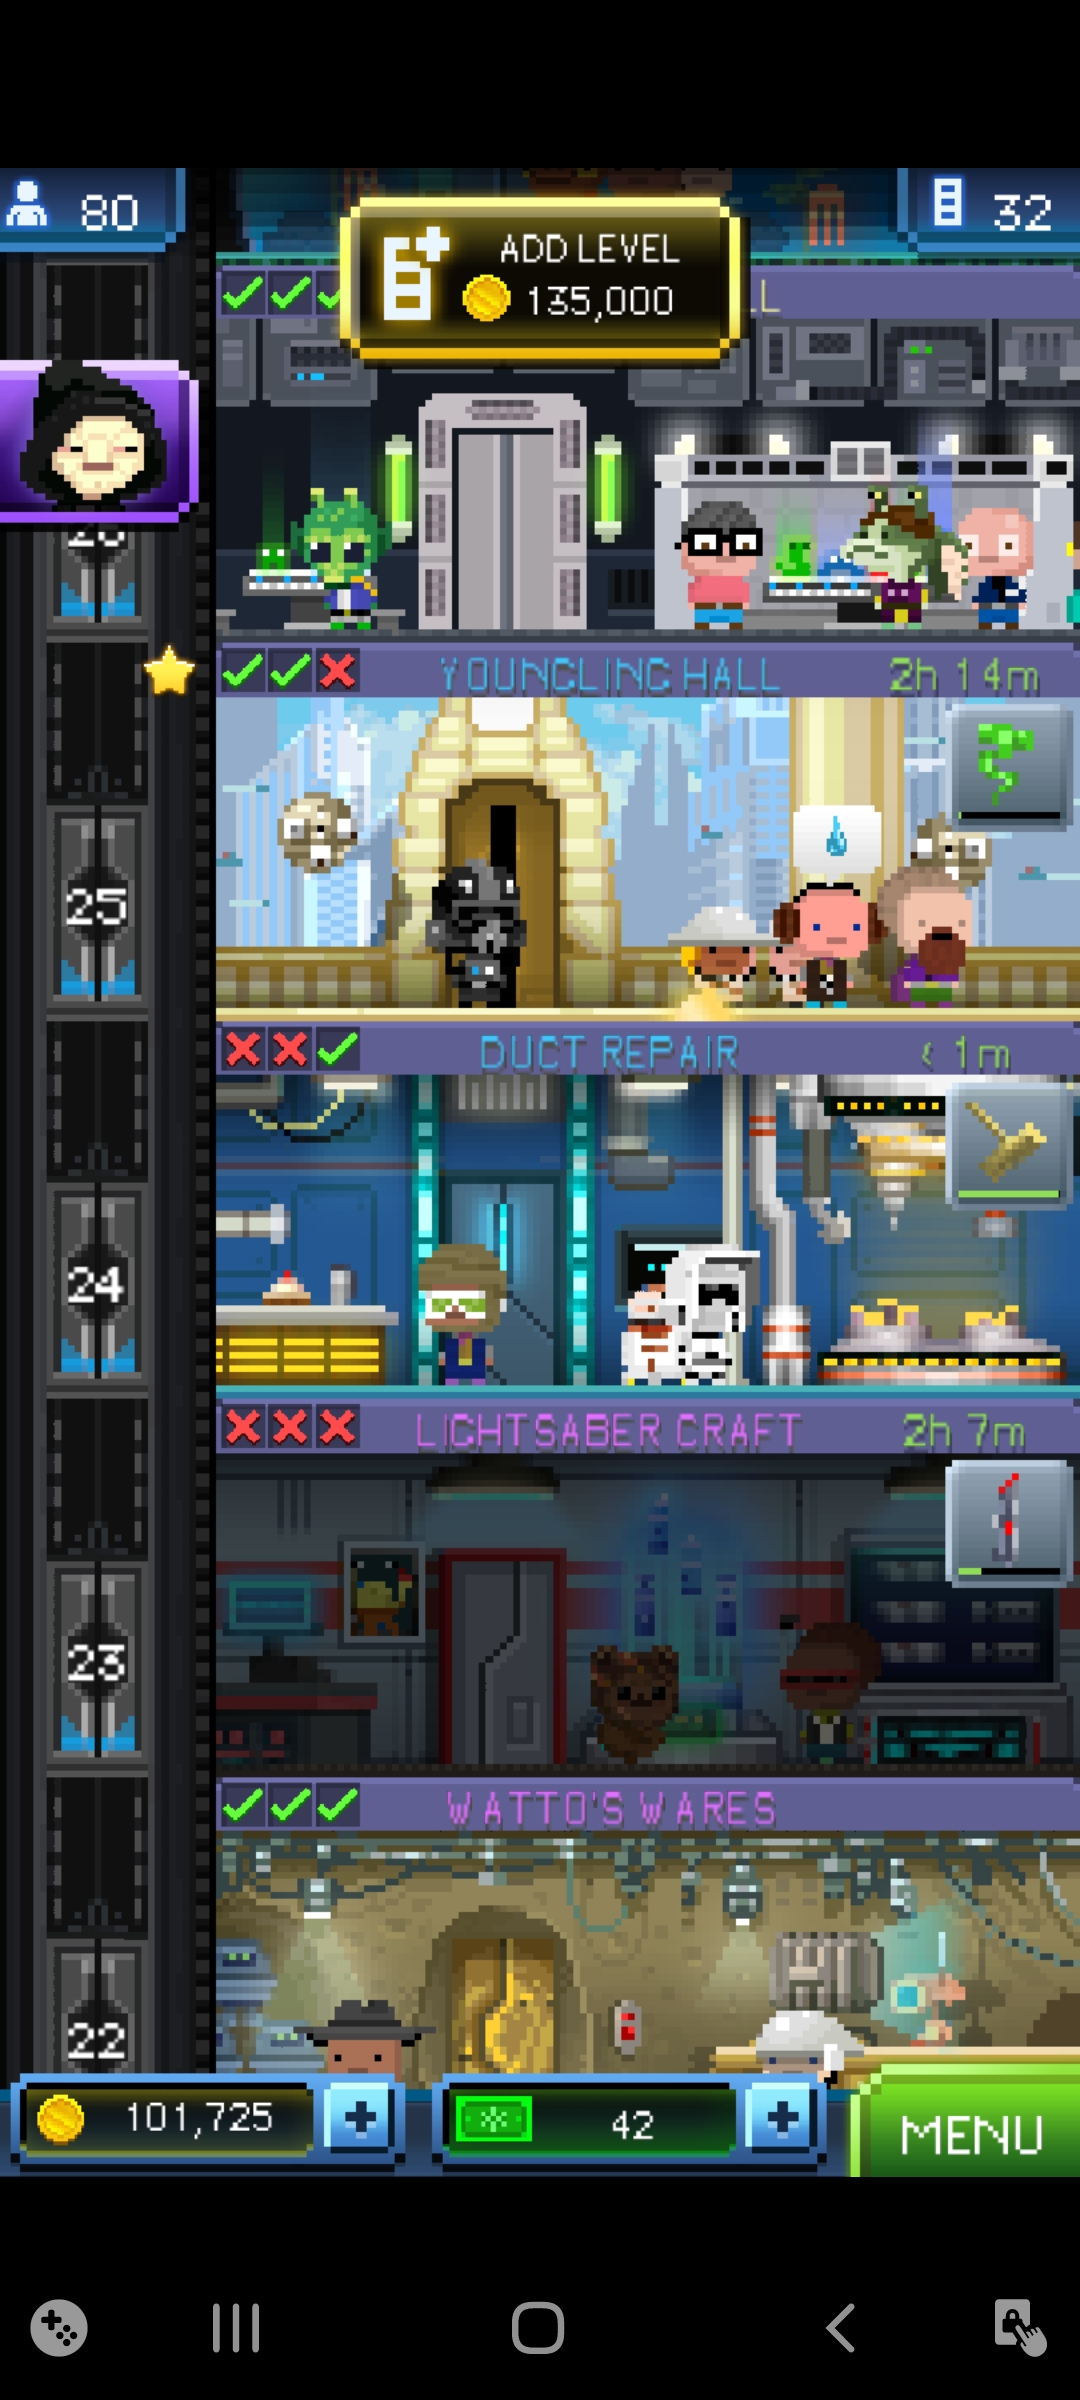 80
ADD LEVEL
135,000
32
YOUNGLING HALL
2h 14m
25
DUCT REPAIR
< 1m
24
LIGHTSABER CRAFT
2h 7m
23
WATTO'S WARES
22
101,725
42
MENU